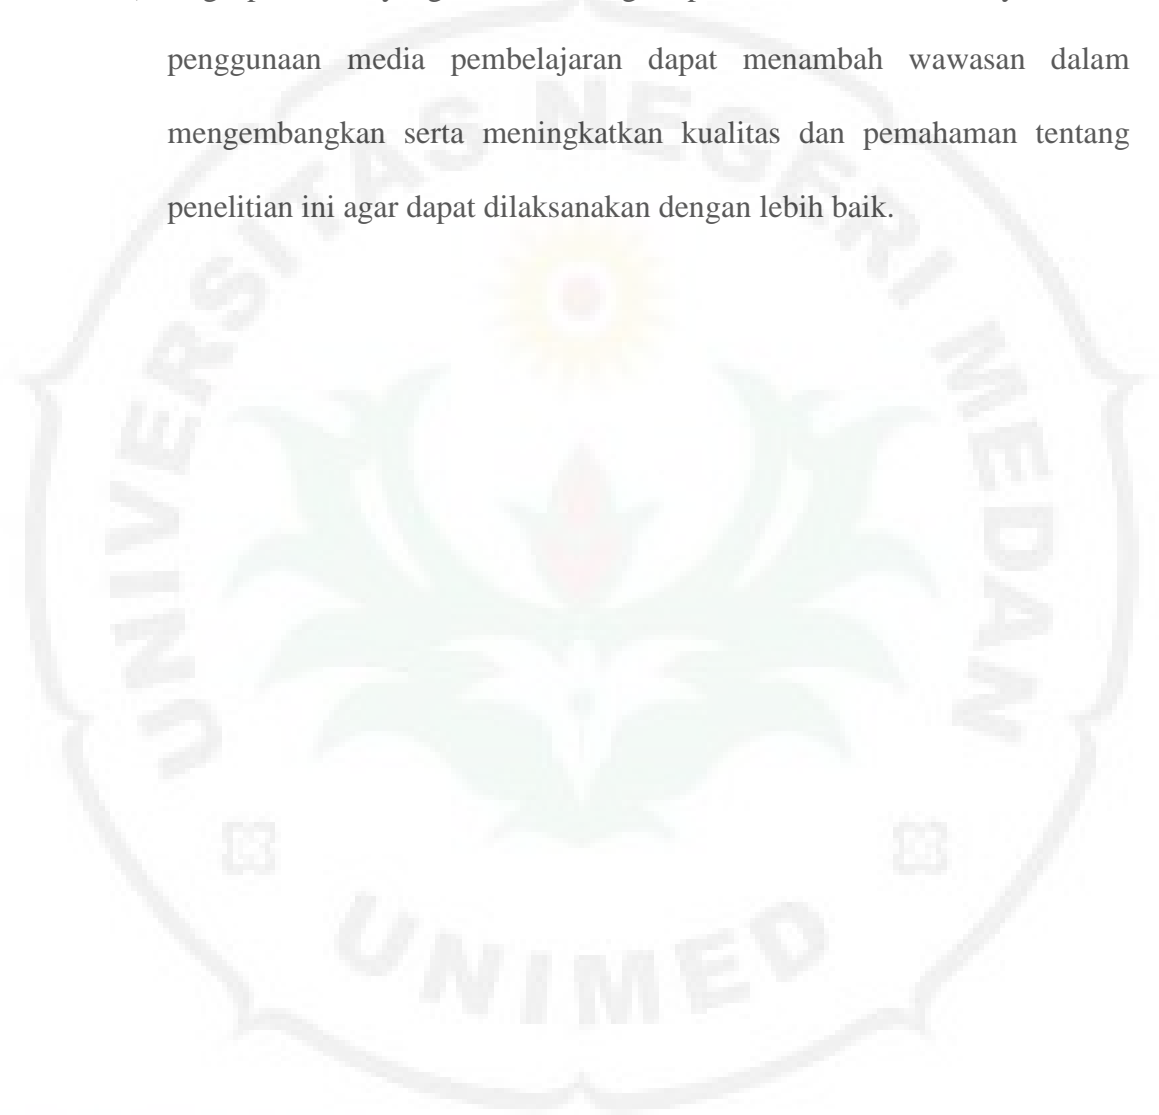 penggunaan media pembelajaran dapat menambah wawasan dalam
mengembangkan serta meningkatkan kualitas dan pemahaman tentang
penelitian ini agar dapat dilaksanakan dengan lebih baik.
UNIVERSITAS NEGERI MEDAN
UNIMED